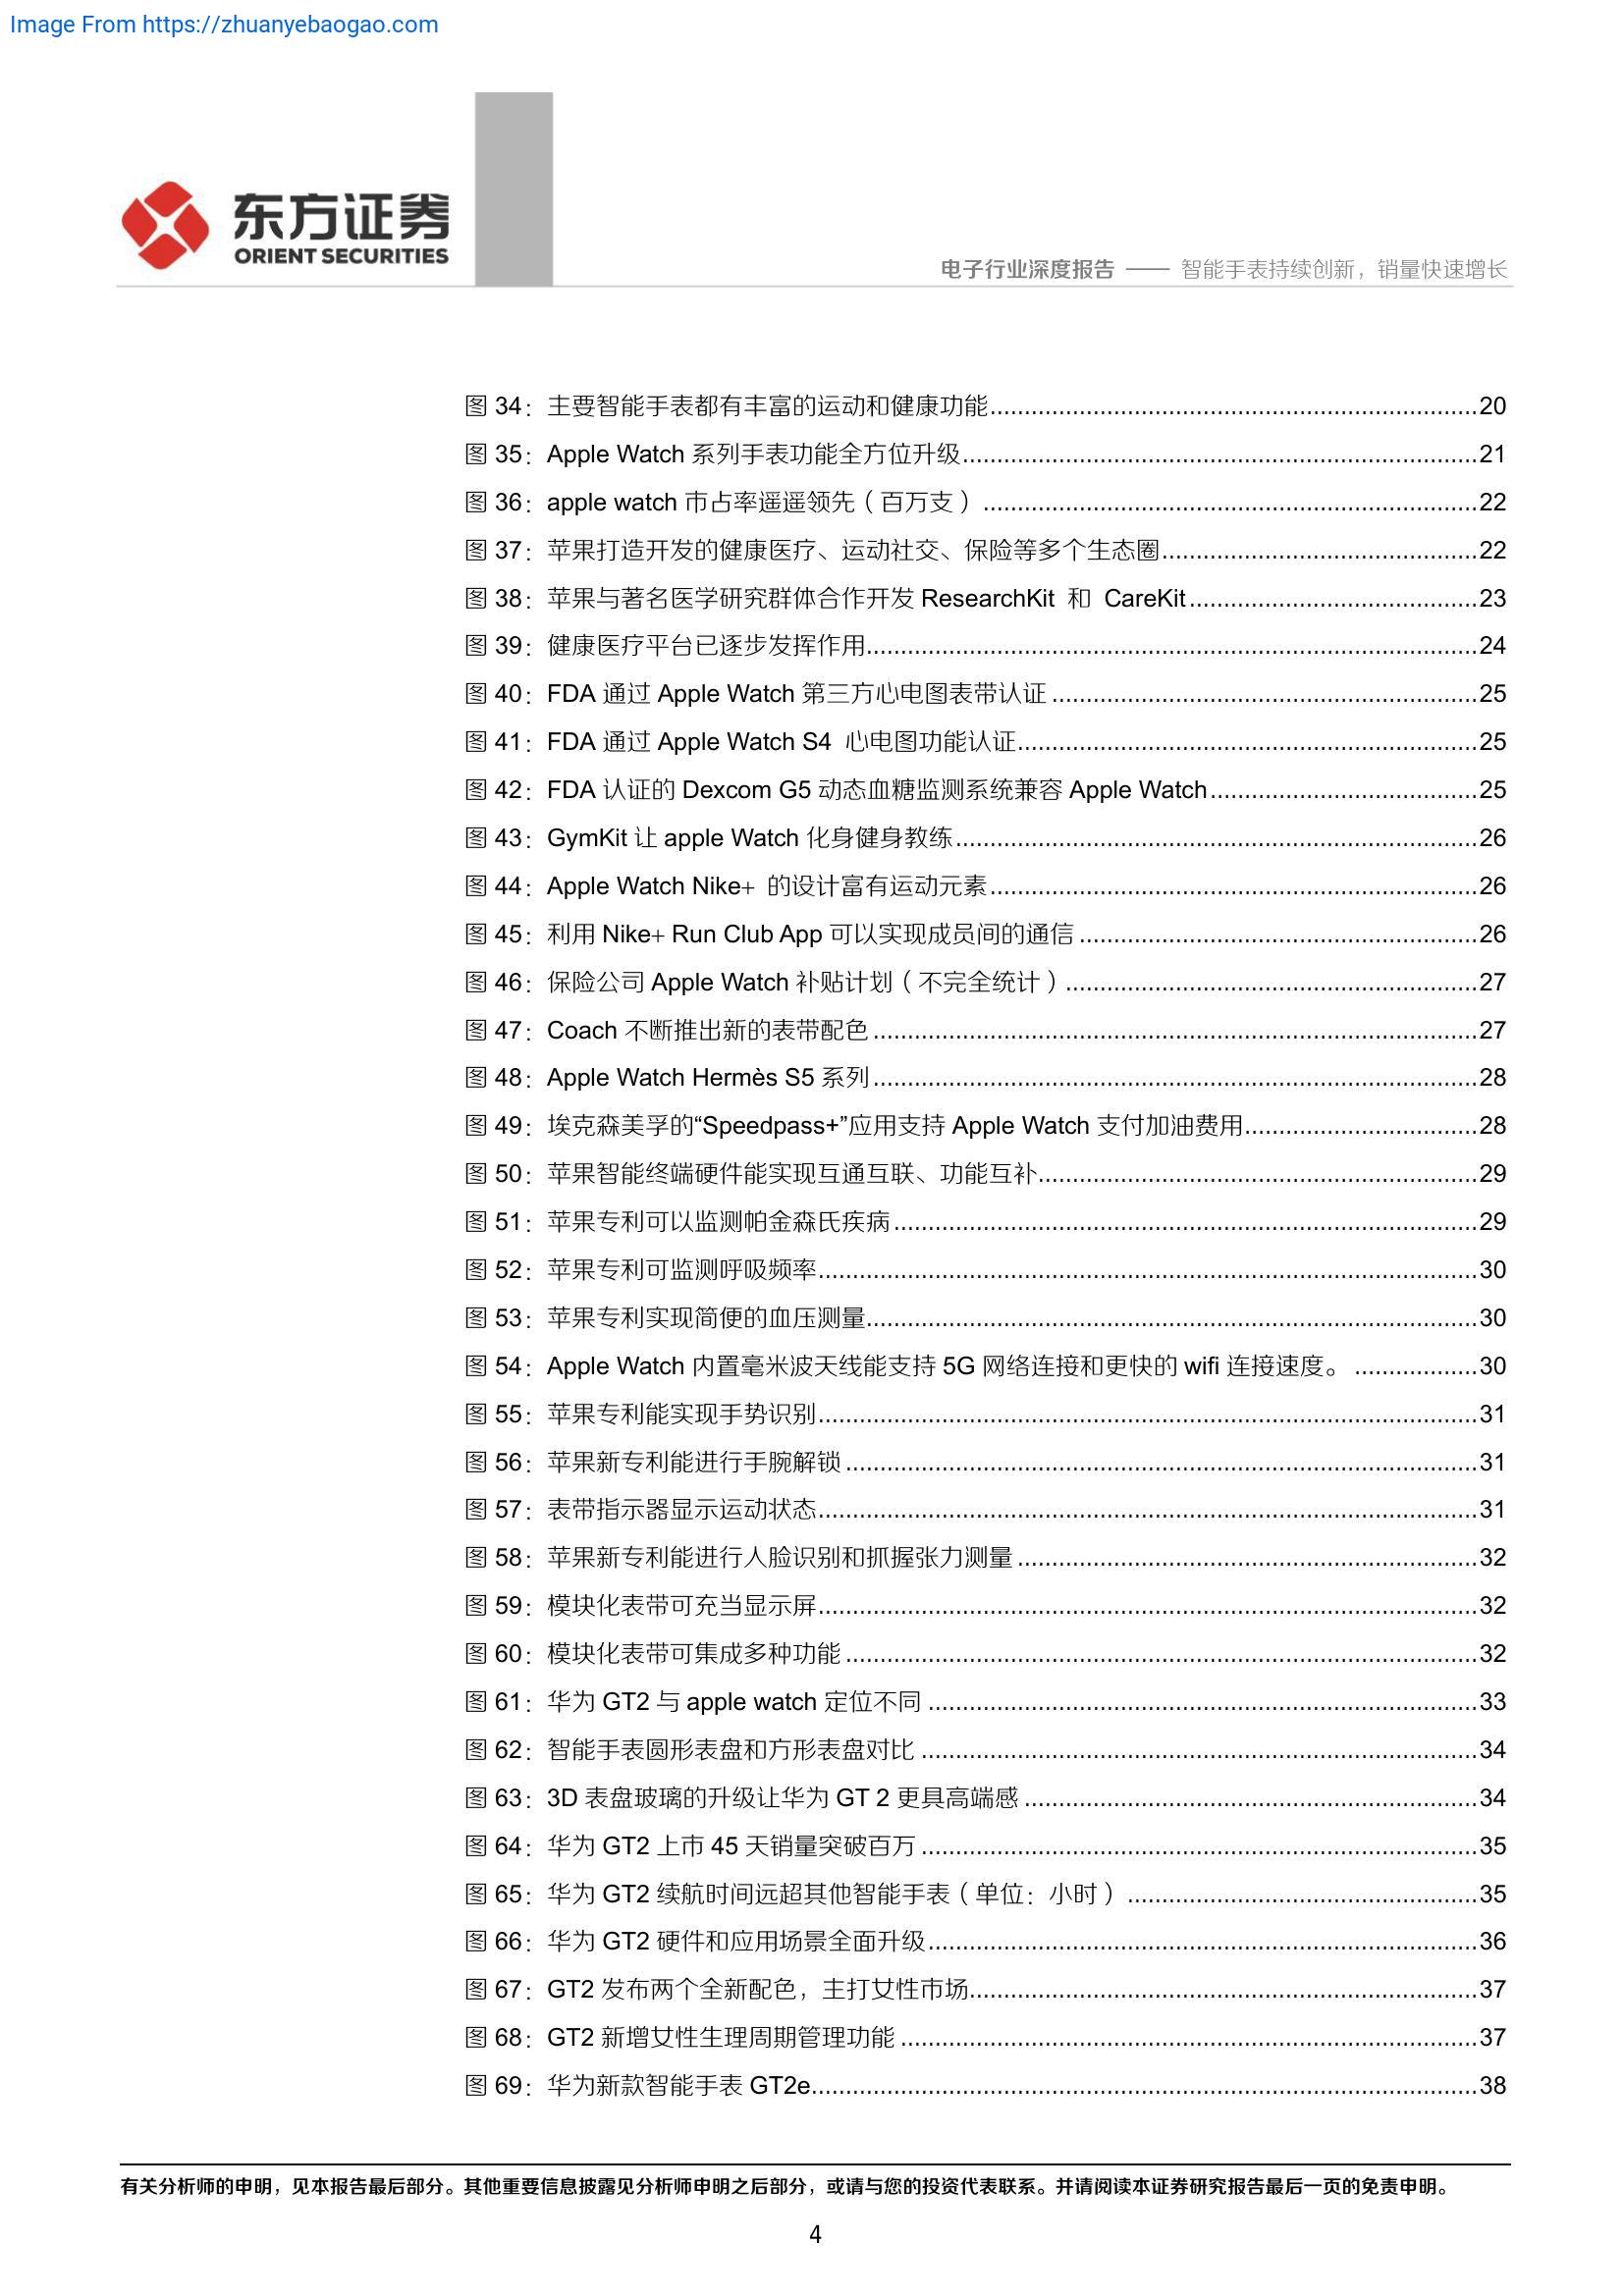 Image From https://zhuanyebaogao.com
东方证券
ORIENT SECURITIES
电子行业深度报告 —— 智能手表持续创新，销量快速增长
图 34：主要智能手表都有丰富的运动和健康功能........................................................................20
图 35：Apple Watch 系列手表功能全方位升级............................................................................21
图 36：apple watch 市占率遥遥领先（百万支）.........................................................................22
图 37：苹果打造开发的健康医疗、运动社交、保险等多个生态圈...............................................22
图 38：苹果与著名医学研究群体合作开发 ResearchKit 和 CareKit...........................................23
图 39：健康医疗平台已逐步发挥作用..........................................................................................24
图 40：FDA 通过 Apple Watch 第三方心电图表带认证...............................................................25
图 41：FDA 通过 Apple Watch S4 心电图功能认证....................................................................25
图 42：FDA 认证的 Dexcom G5 动态血糖监测系统兼容 Apple Watch.......................................25
图 43：GymKit 让 apple Watch 化身健身教练.............................................................................26
图 44：Apple Watch Nike+ 的设计富有运动元素........................................................................26
图 45：利用 Nike+ Run Club App 可以实现成员间的通信...........................................................26
图 46：保险公司 Apple Watch 补贴计划（不完全统计）.............................................................27
图 47：Coach 不断推出新的表带配色.........................................................................................27
图 48：Apple Watch Hermès S5 系列.........................................................................................28
图 49：埃克森美孚的“Speedpass+”应用支持 Apple Watch 支付加油费用..................................28
图 50：苹果智能终端硬件能实现互通互联、功能互补.................................................................29
图 51：苹果专利可以监测帕金森氏疾病......................................................................................29
图 52：苹果专利可监测呼吸频率.................................................................................................30
图 53：苹果专利实现简便的血压测量..........................................................................................30
图 54：Apple Watch 内置毫米波天线能支持 5G 网络连接和更快的 wifi 连接速度。..................30
图 55：苹果专利能实现手势识别.................................................................................................31
图 56：苹果新专利能进行手腕解锁.............................................................................................31
图 57：表带指示器显示运动状态.................................................................................................31
图 58：苹果新专利能进行人脸识别和抓握张力测量....................................................................32
图 59：模块化表带可充当显示屏.................................................................................................32
图 60：模块化表带可集成多种功能.............................................................................................32
图 61：华为 GT2 与 apple watch 定位不同.................................................................................33
图 62：智能手表圆形表盘和方形表盘对比..................................................................................34
图 63：3D 表盘玻璃的升级让华为 GT 2 更具高端感...................................................................34
图 64：华为 GT2 上市 45 天销量突破百万..................................................................................35
图 65：华为 GT2 续航时间远超其他智能手表（单位：小时）....................................................35
图 66：华为 GT2 硬件和应用场景全面升级.................................................................................36
图 67：GT2 发布两个全新配色，主打女性市场...........................................................................37
图 68：GT2 新增女性生理周期管理功能.....................................................................................37
图 69：华为新款智能手表 GT2e..................................................................................................38
有关分析师的申明，见本报告最后部分。其他重要信息披露见分析师申明之后部分，或请与您的投资代表联系。并请阅读本证券研究报告最后一页的免责申明。
4